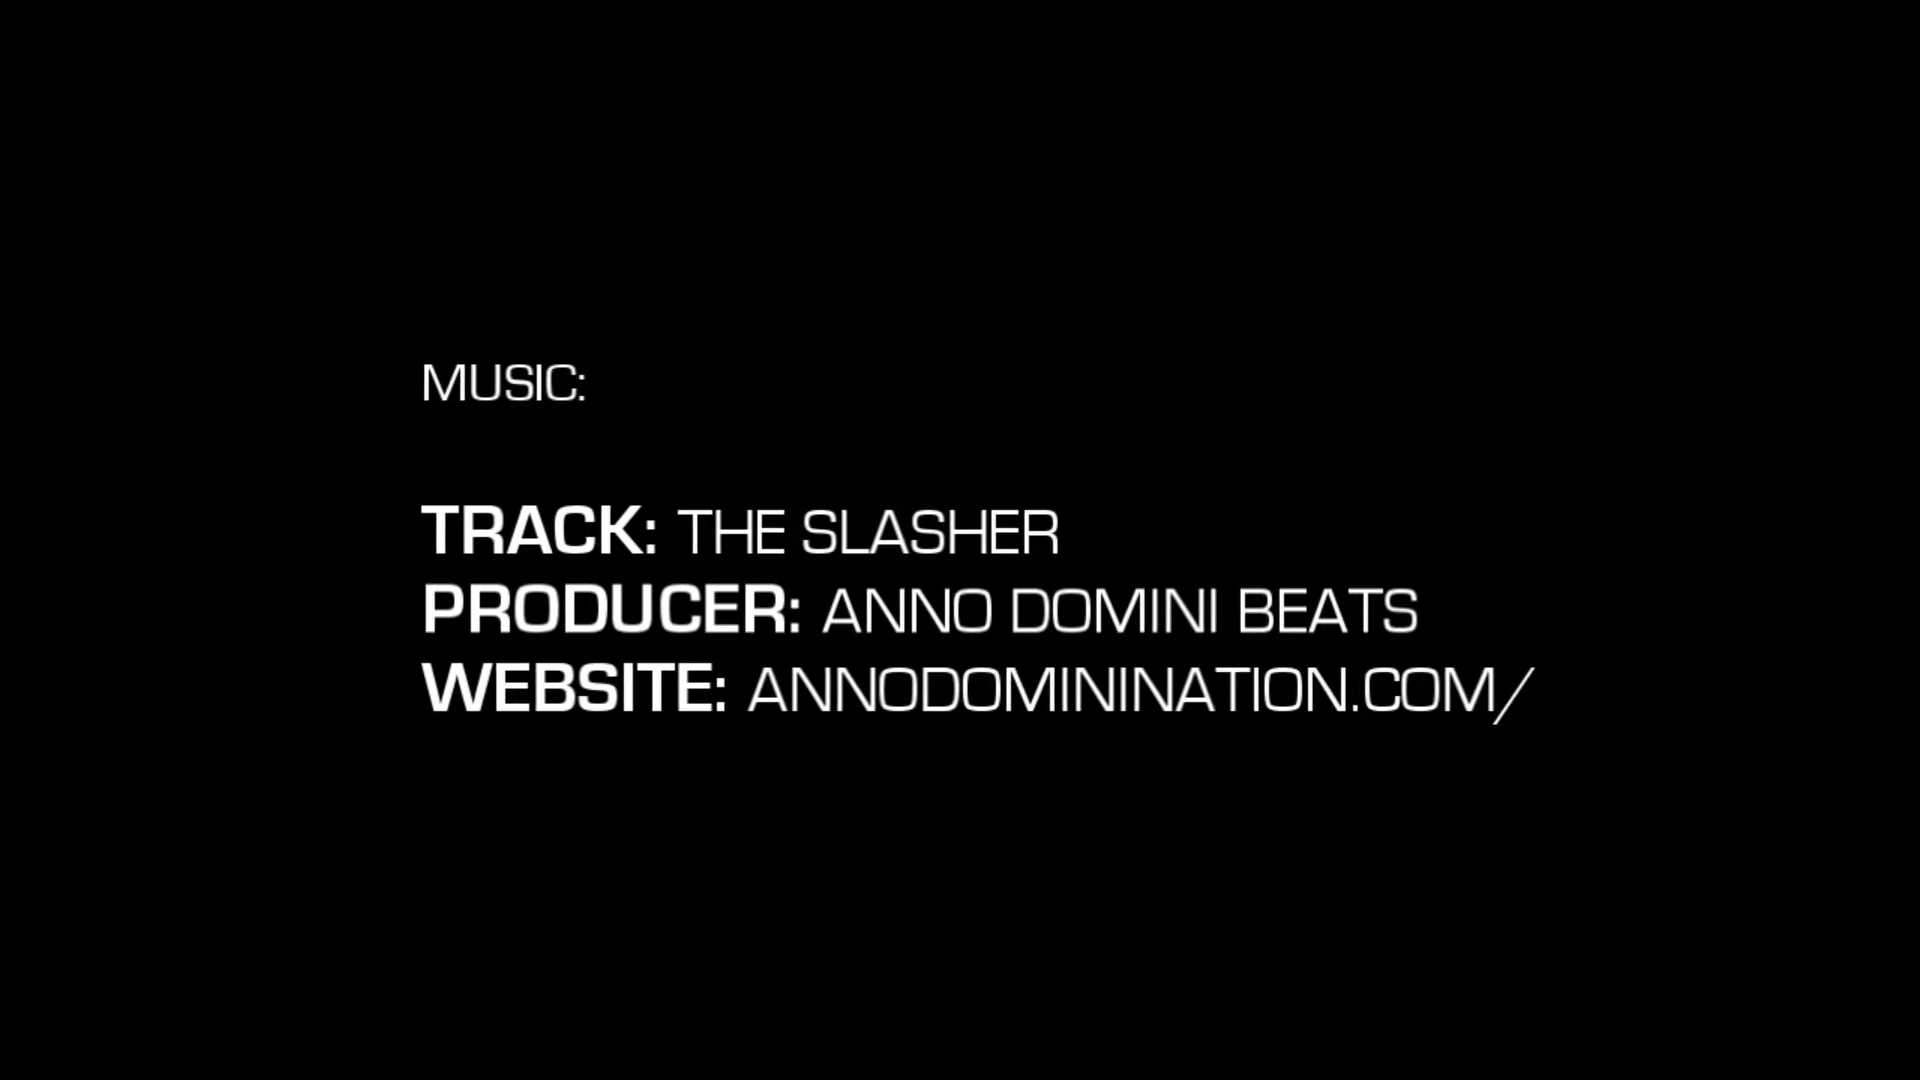 MUSIC:
TRACK: THE SLASHER
PRODUCER: ANNO DOMINI BEATS
WEBSITE: ANNODOMININATION.COM/